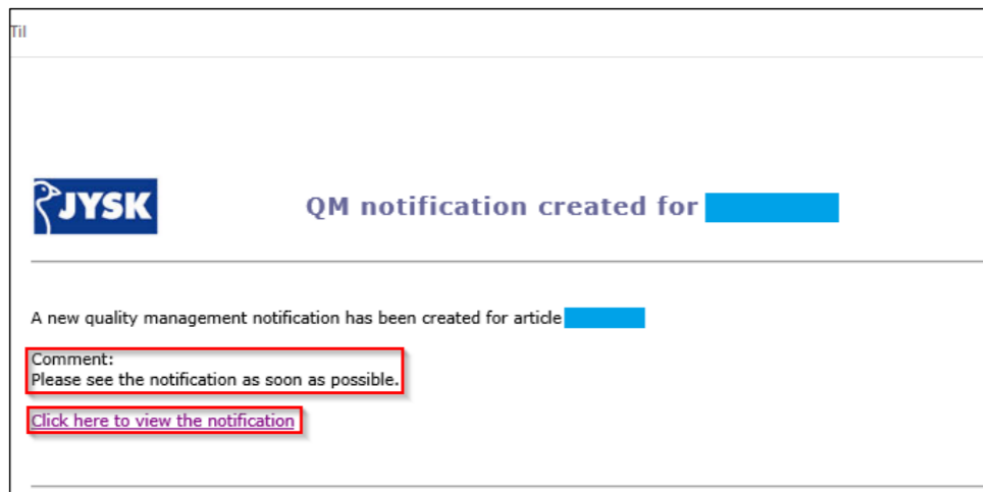 Til
JYSK
QM notification created for
A new quality management notification has been created for article
Comment:
Please see the notification as soon as possible.
Click here to view the notification